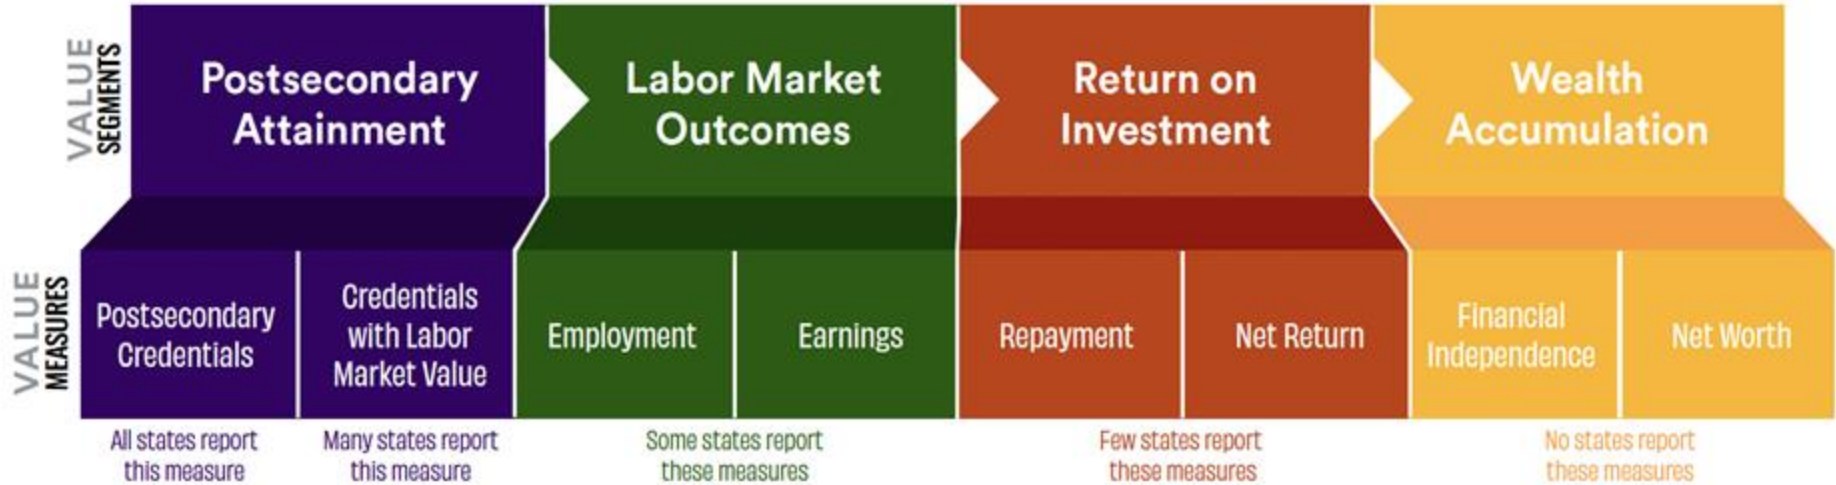 VALUE
SEGMENTS
Postsecondary
Attainment
Labor Market
Outcomes
Return on
Investment
Wealth
Accumulation
VALUE
MEASURES
Postsecondary
Credentials
Credentials
with Labor
Market Value
Employment
Earnings
Repayment
Net Return
Financial
Independence
Net Worth
All states report
this measure
Many states report
this measure
Some states report
these measures
Few states report
these measures
No states report
these measures